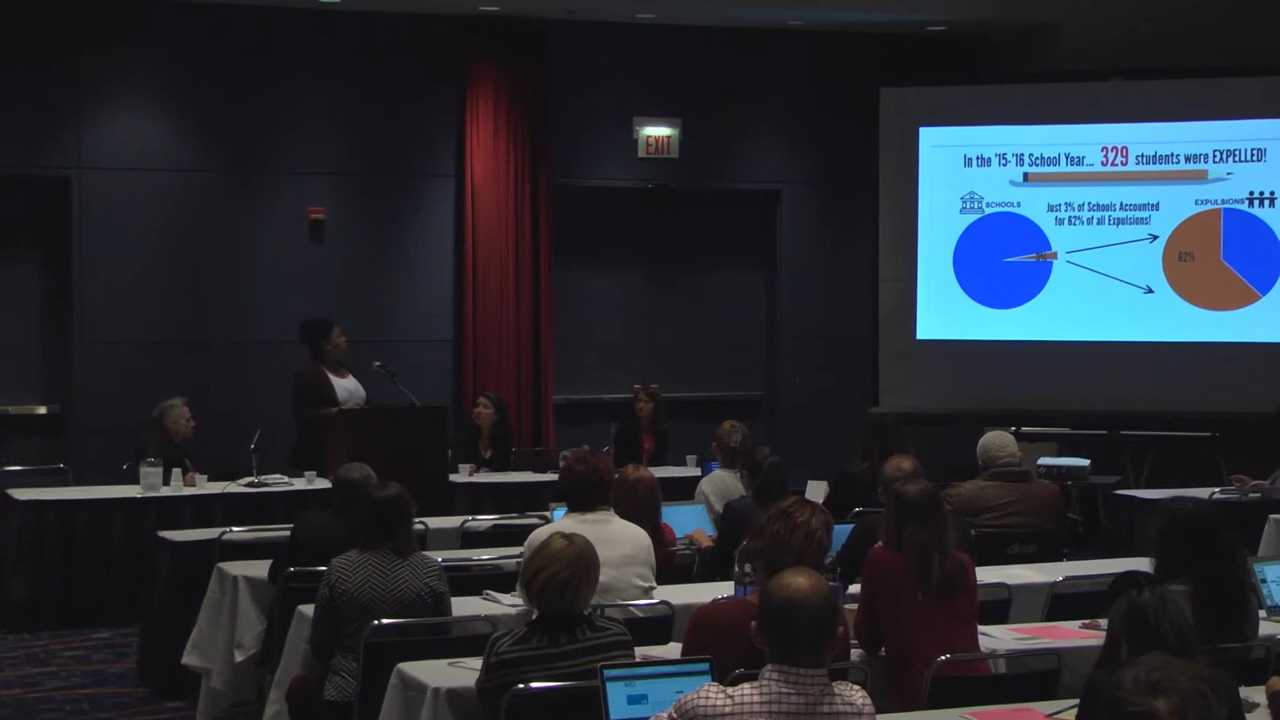 EXIT
In the '15-'16 School Year... 329 students were EXPELLED!
SCHOOLS
Just 3% of Schools Accounted
for 62% of all Expulsions!
EXPULSIONS
3%
62%